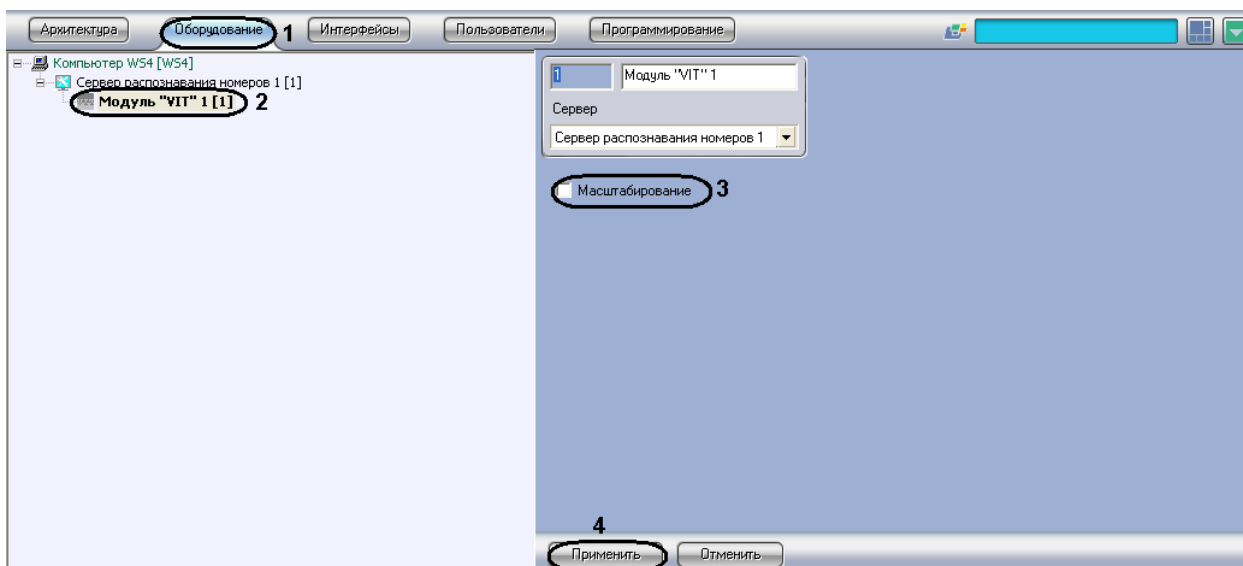 Архитектура Оборудование 1 Интерфейсы Пользователи Программирование
Компьютер WS4 [WS4]
Сервер распознавания номеров 1 [1]
Модуль "VIT" 1 [1] 2
1 Модуль "VIT" 1
Сервер
Сервер распознавания номеров 1
Масштабирование 3
4
Применить Отменить